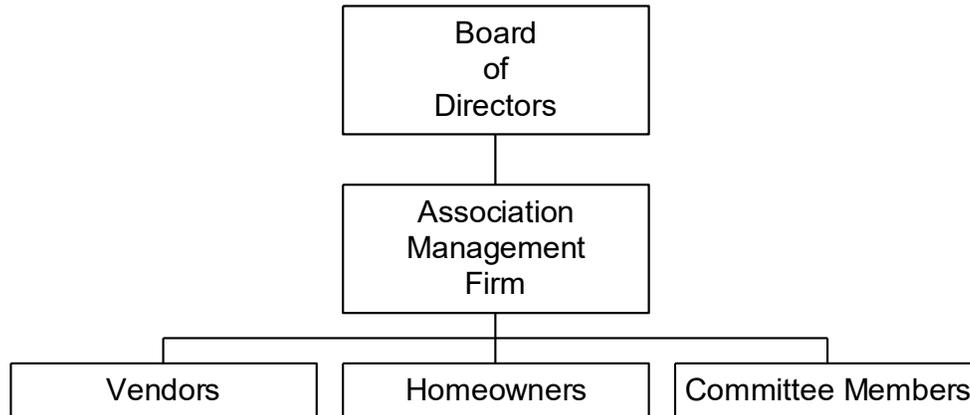 Board
of
Directors
Association
Management
Firm
Vendors
Homeowners
Committee Members